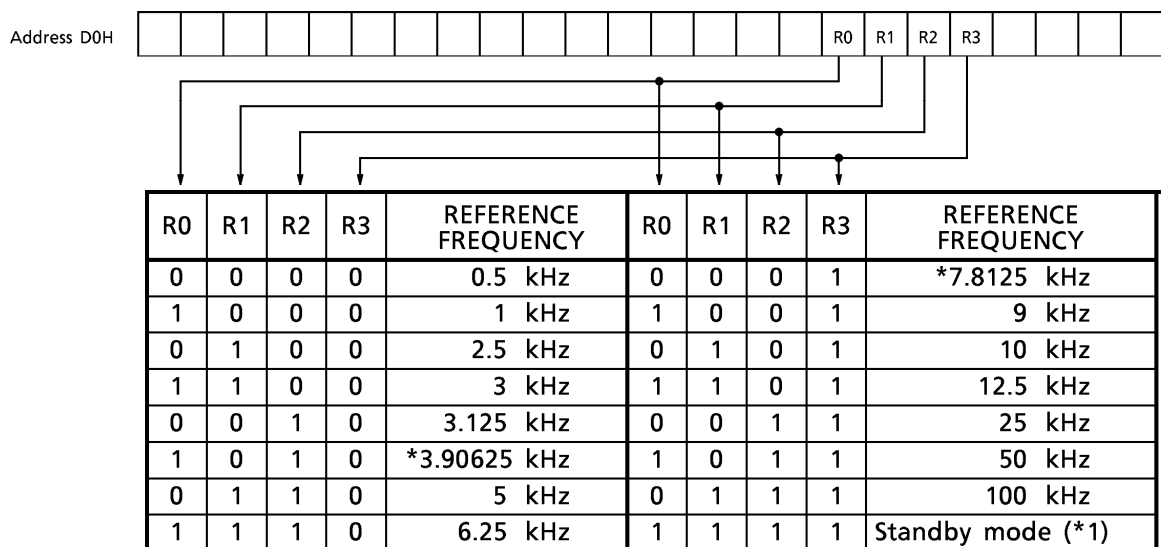 Address D0H R0 R1 R2 R3
R0 R1 R2 R3 REFERENCE FREQUENCY R0 R1 R2 R3 REFERENCE FREQUENCY
0 0 0 0 0.5 kHz 0 0 0 1 *7.8125 kHz
1 0 0 0 1 kHz 1 0 0 1 9 kHz
0 1 0 0 2.5 kHz 0 1 0 1 10 kHz
1 1 0 0 3 kHz 1 1 0 1 12.5 kHz
0 0 1 0 3.125 kHz 0 0 1 1 25 kHz
1 0 1 0 *3.90625 kHz 1 0 1 1 50 kHz
0 1 1 0 5 kHz 0 1 1 1 100 kHz
1 1 1 0 6.25 kHz 1 1 1 1 Standby mode (*1)